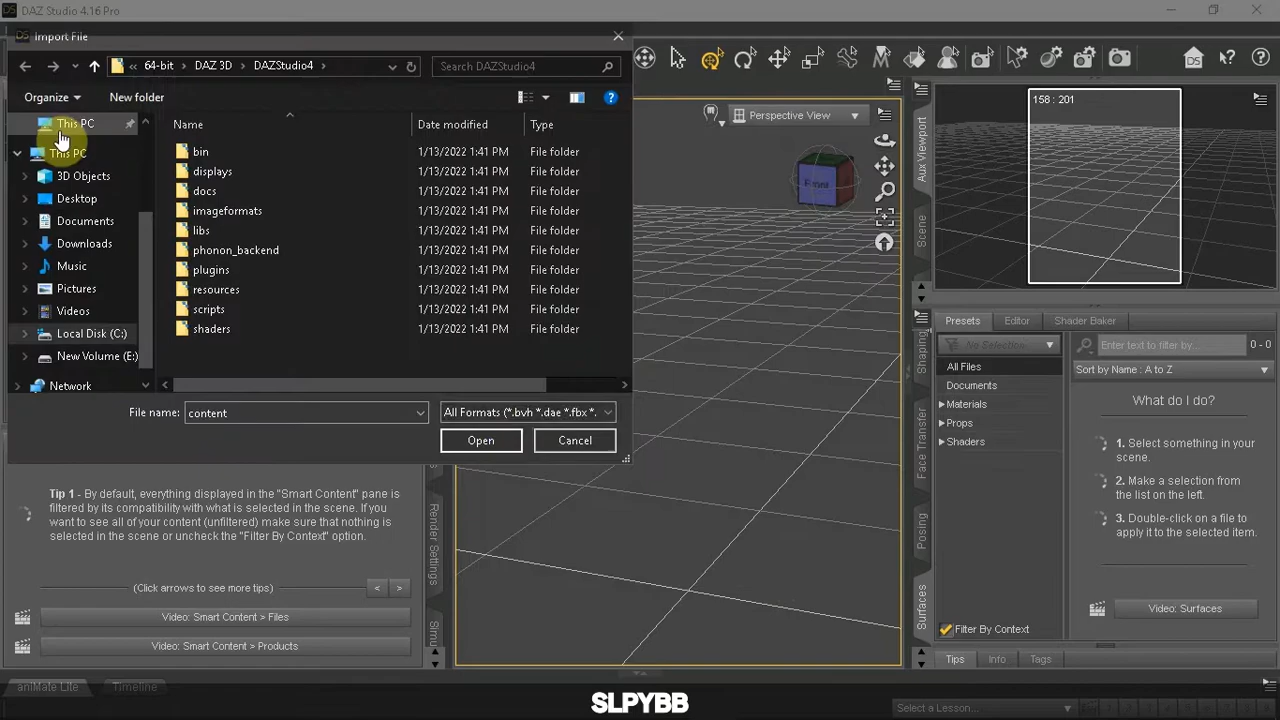 DAZ Studio 4.16 Pro
Import File
« 64-bit › DAZ 3D › DAZStudio4 ›
Search DAZStudio4
Organize
New folder
This PC
This PC
3D Objects
Desktop
Documents
Downloads
Music
Pictures
Videos
Local Disk (C:)
New Volume (E:)
Network
Name Date modified Type
bin 1/13/2022 1:41 PM File folder
displays 1/13/2022 1:41 PM File folder
docs 1/13/2022 1:41 PM File folder
imageformats 1/13/2022 1:41 PM File folder
libs 1/13/2022 1:41 PM File folder
photon_backend 1/13/2022 1:41 PM File folder
plugins 1/13/2022 1:41 PM File folder
resources 1/13/2022 1:41 PM File folder
scripts 1/13/2022 1:41 PM File folder
shaders 1/13/2022 1:41 PM File folder
File name: content
All Formats (*.bvh *.dae *.fbx *.
Open
Cancel
Perspective View
Front
158 : 201
Aux Viewport
Scene
Presets Editor Shader Baker
No Selection
Enter text to filter by...
0 - 0
All Files
Documents
Materials
Props
Shaders
Sort by Name : A to Z
What do I do?
1. Select something in your
scene.
2. Make a selection from
the list on the left.
3. Double-click on a file to
apply it to the selected item.
Video: Surfaces
Filter By Context
Tips Info Tags
Shaping
Face Transfer
Posing
Surfaces
Tip 1 - By default, everything displayed in the "Smart Content" pane is
filtered by its compatibility with what is selected in the scene. If you
want to see all of your content (unfiltered) make sure that nothing is
selected in the scene or uncheck the "Filter By Context" option.
(Click arrows to see more tips)
< >
Video: Smart Content > Files
Video: Smart Content > Products
Render Settings
Simu
aniMate Lite Timeline
SLPYBB
Select a Lesson...